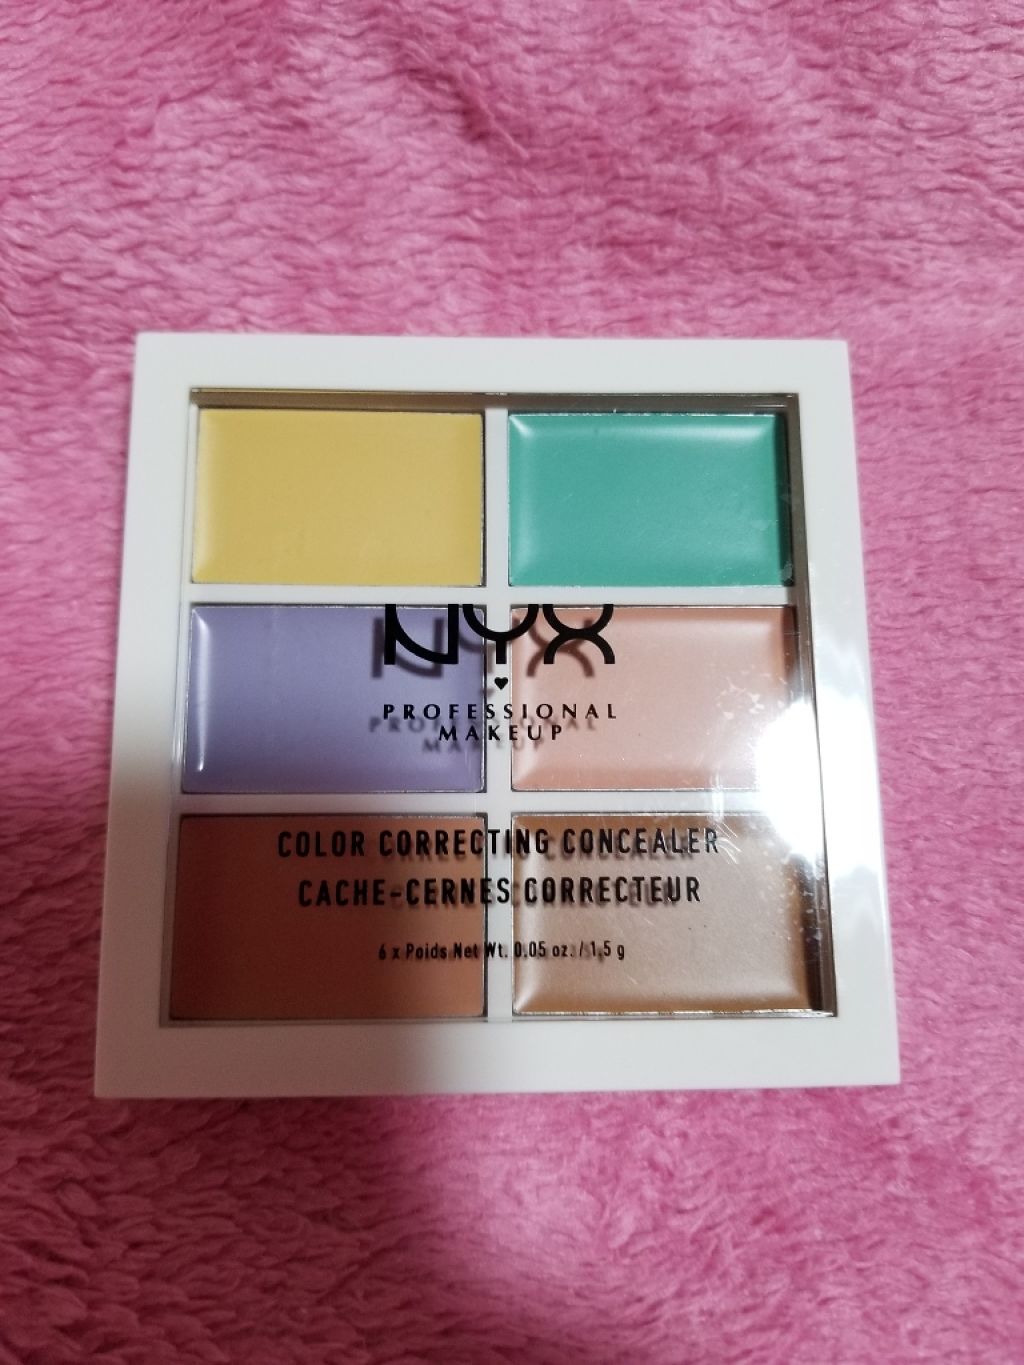 NYX
PROFESSIONAL
MAKEUP
COLOR CORRECTING CONCEALER
CACHE-CERNES CORRECTEUR
6 x Poids Net Wt. 0.05 oz. / 1,5 g